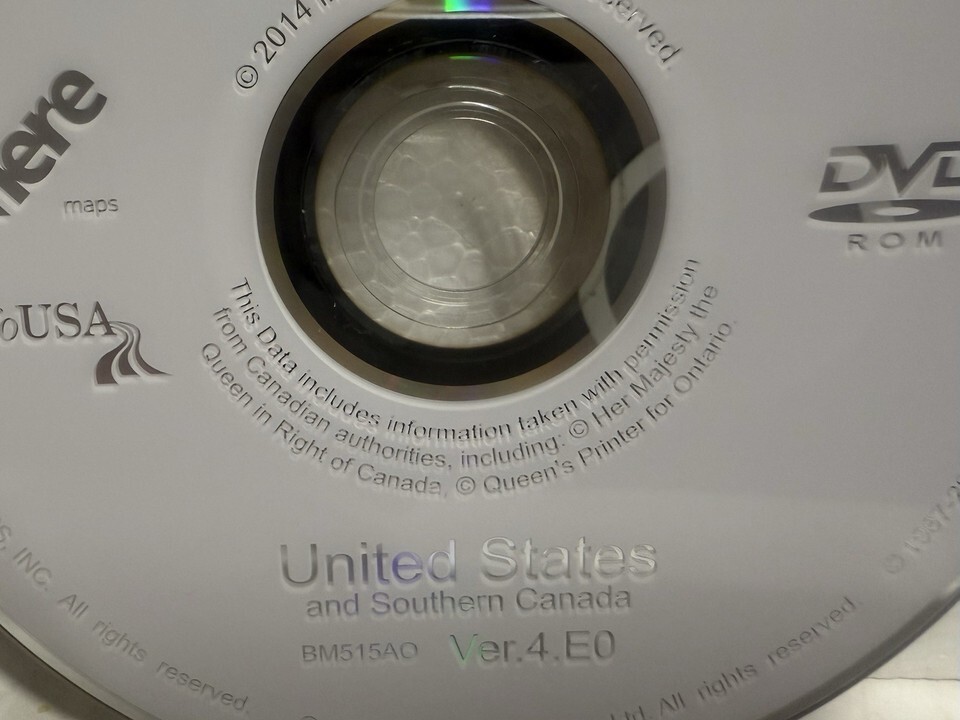 © 2014
served.
here
maps
DVD
ROM
oUSA
This Data includes information taken with permission
from Canadian authorities, including: © Her Majesty the
Queen in Right of Canada, © Queen's Printer for Ontario.
United States
and Southern Canada
BM515AO Ver.4.E0
S, INC. All rights reserved.
Ltd. All rights reserved.